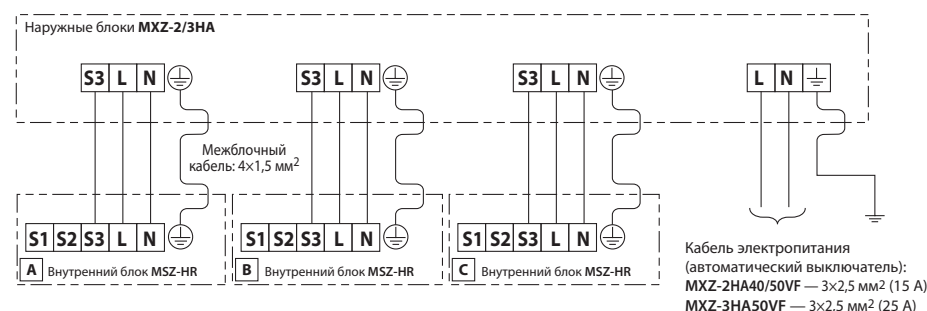 Наружные блоки MXZ-2/3HA
S3 L N
S3 L N
S3 L N
L N
Межблочный
кабель: 4×1,5 мм²
S1 S2 S3 L N
S1 S2 S3 L N
S1 S2 S3 L N
A Внутренний блок MSZ-HR
B Внутренний блок MSZ-HR
C Внутренний блок MSZ-HR
Кабель электропитания
(автоматический выключатель):
MXZ-2HA40/50VF — 3×2,5 мм² (15 А)
MXZ-3HA50VF — 3×2,5 мм² (25 А)